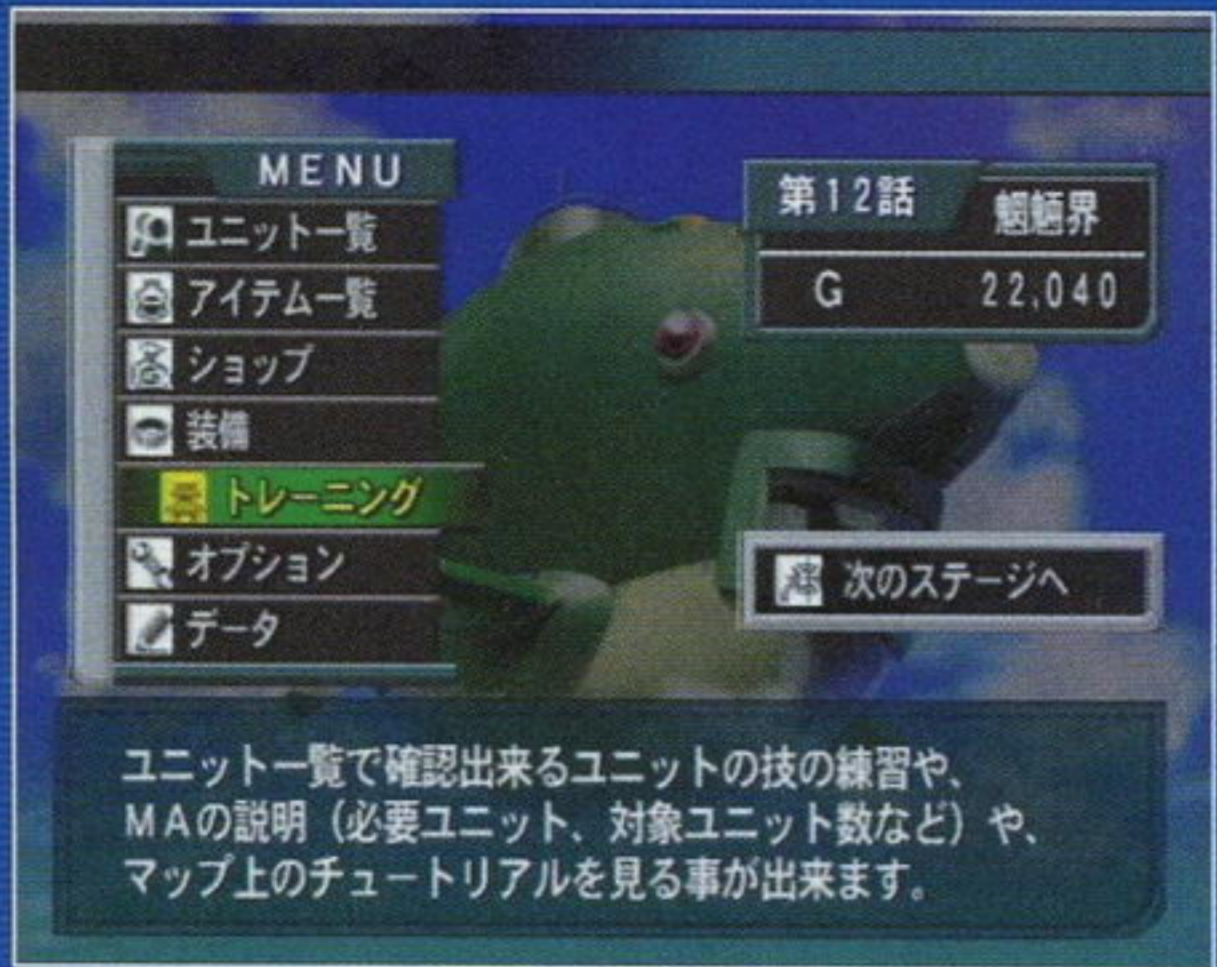 MENU
ユニット一覧
アイテム一覧
ショップ
装備
トレーニング
オプション
データ
第12話
魍魎界
G 22,040
次のステージへ
ユニット一覧で確認出来るユニットの技の練習や、
MAの説明（必要ユニット、対象ユニット数など）や、
マップ上のチュートリアルを見る事が出来ます。